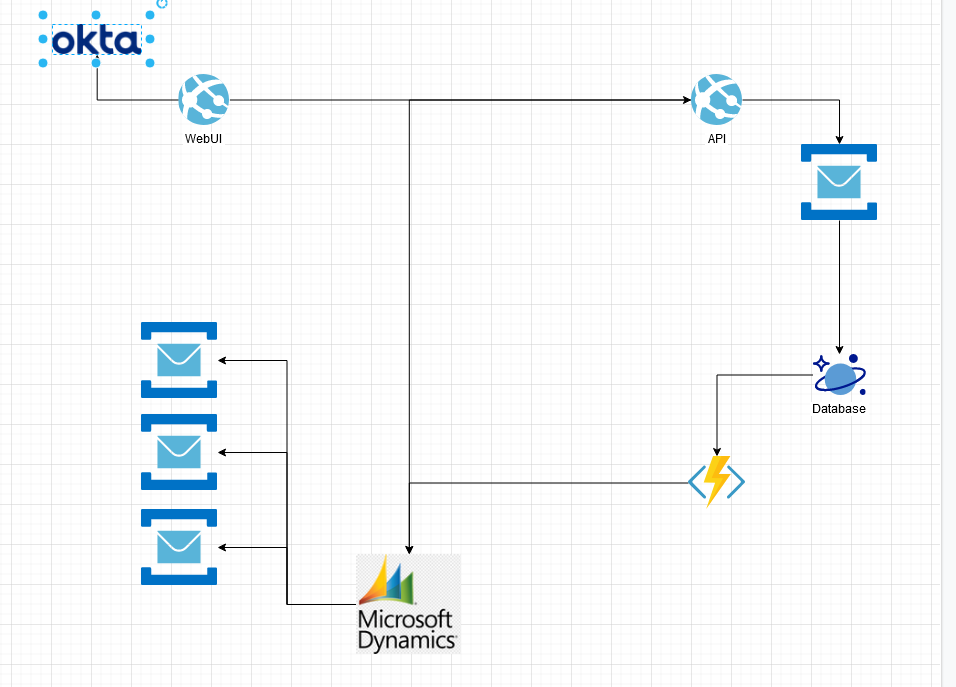 okta
WebUI
API
Database
Microsoft
Dynamics